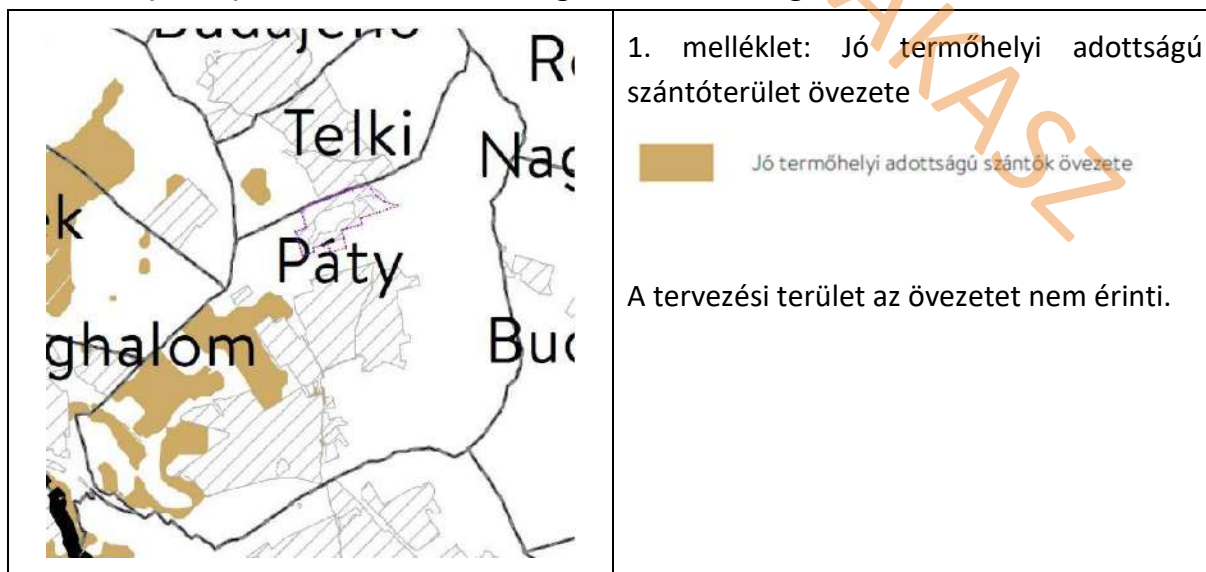 Telki
Páty
ghalom
1. melléklet: Jó termőhelyi adottságú
szántóterület övezete
Jó termőhelyi adottságú szántók övezete
A tervezési terület az övezetet nem érinti.
AKASZ